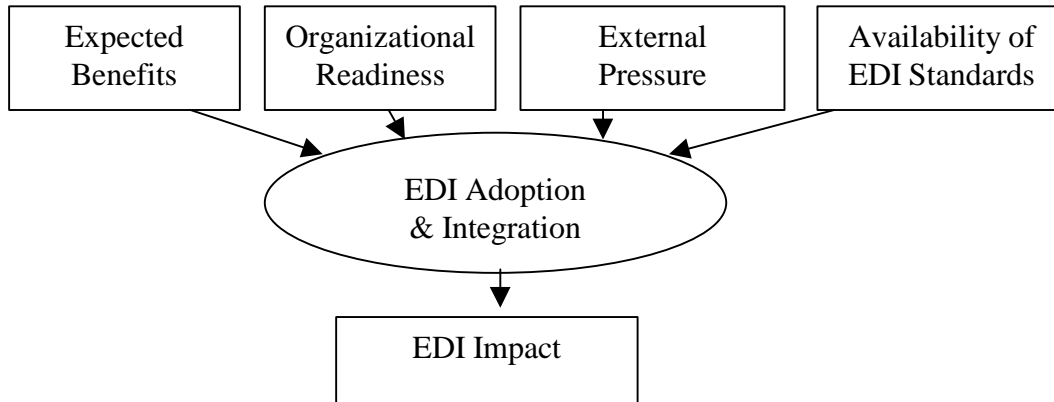 Expected
Benefits
Organizational
Readiness
External
Pressure
Availability of
EDI Standards
EDI Adoption
& Integration
EDI Impact